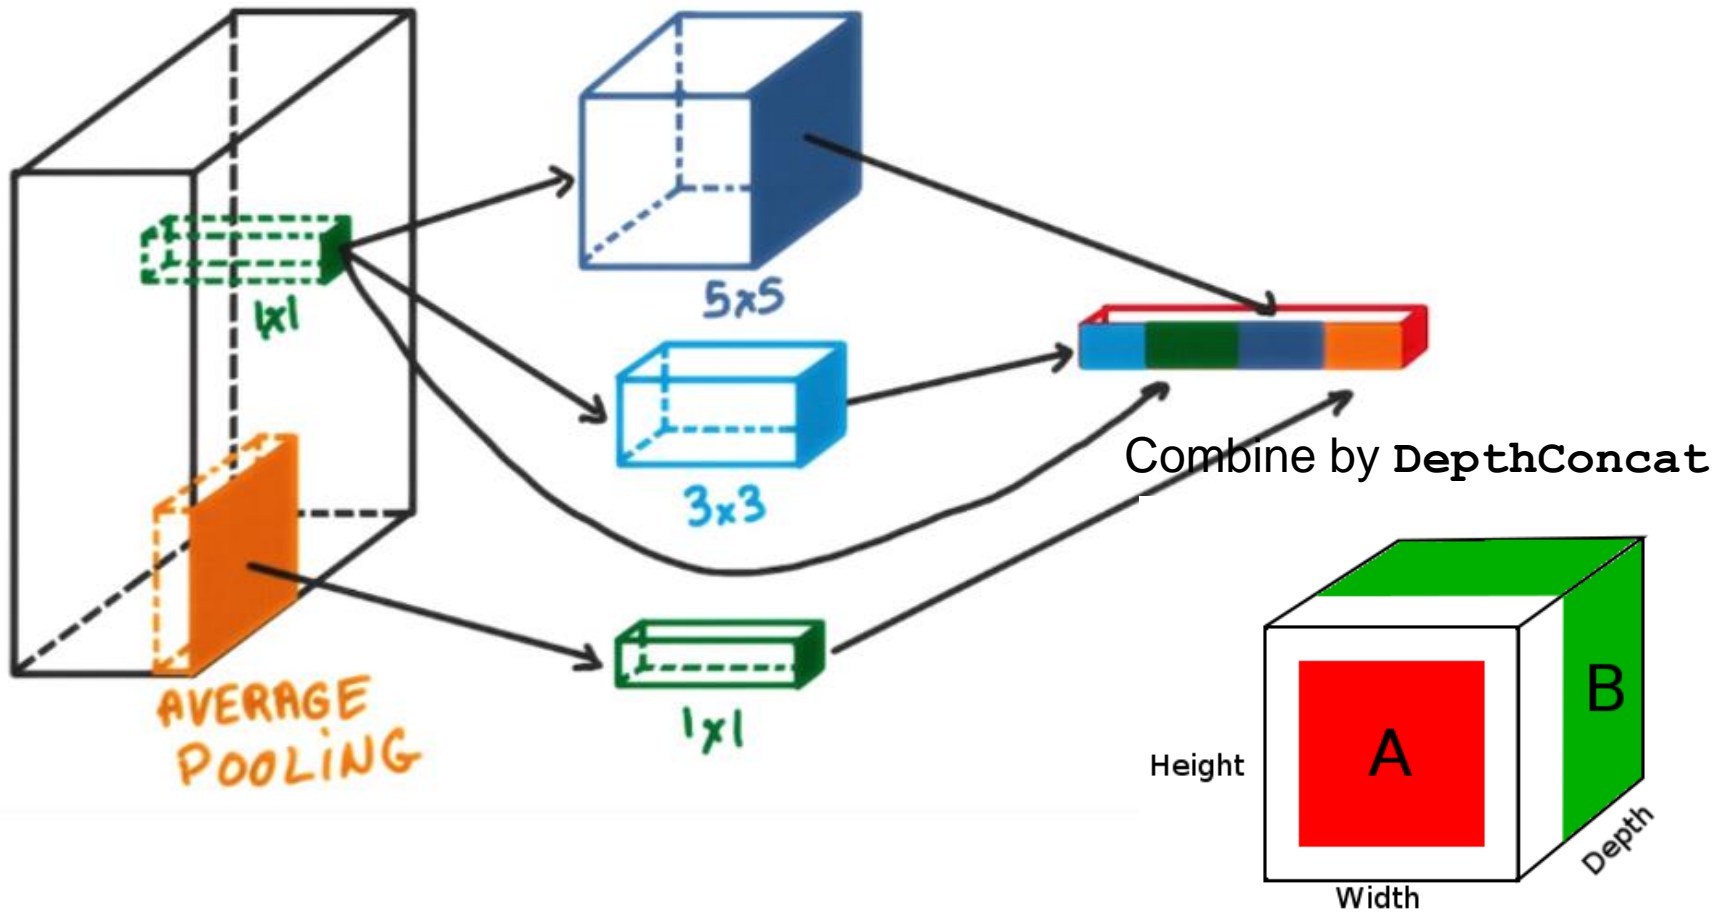 1x1
5x5
3x3
Combine by DepthConcat
AVERAGE
POOLiNG
1x1
A
B
Height
Depth
Width